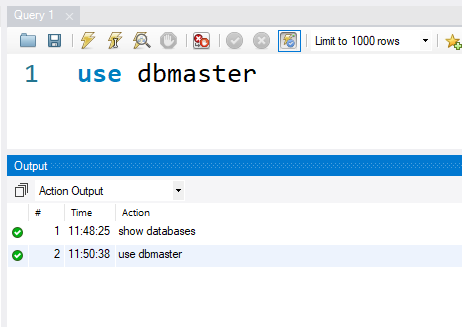 Query 1
Limit to 1000 rows
1 use dbmaster
Output
Action Output
# Time Action
1 11:48:25 show databases
2 11:50:38 use dbmaster